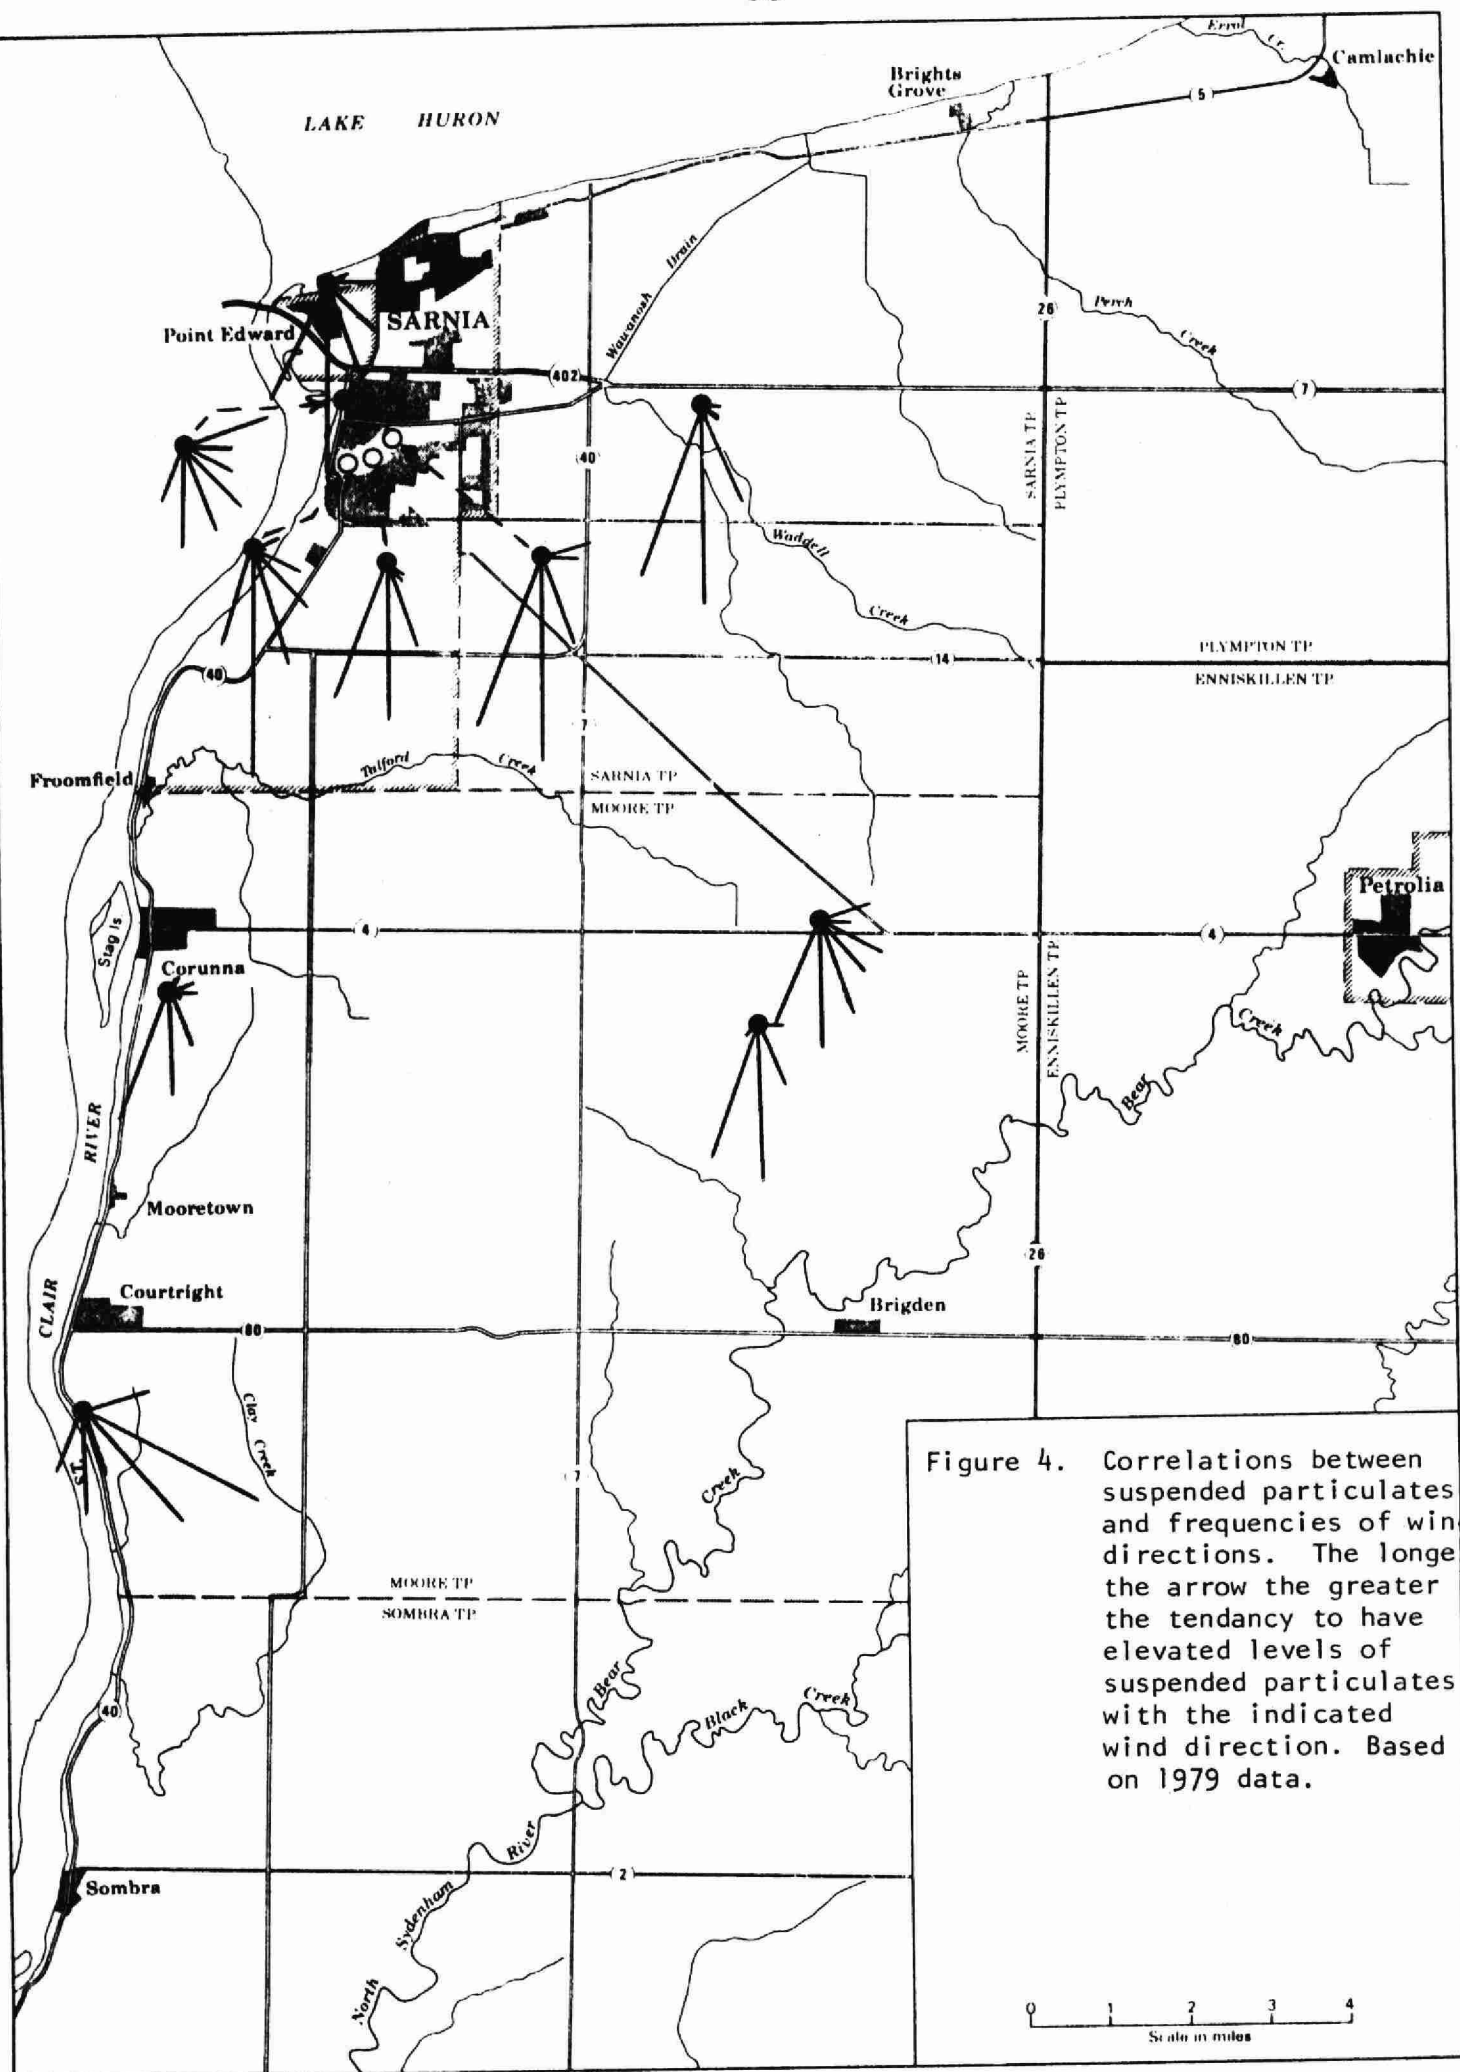 Errol
Cr.
Camlachie
Brights
Grove
5
LAKE HURON
Wawanosh Drain
26
Perch
Creek
SARNIA
Point Edward
402
7
SARNIA TP
PLYMPTON TP
40
Waddell
Creek
PLYMPTON TP
14
ENNISKILLEN TP
40
7
Talford
Creek
SARNIA TP
MOORE TP
Froomfield
Petrolia
4
4
Stag Is
Corunna
MOORE TP
ENNISKILLEN TP
Creek
Bear
RIVER
Mooretown
26
Courtright
Brigden
CLAIR
80
80
Clay
Creek
ST.
7
Creek
Figure 4. Correlations between
suspended particulates
and frequencies of win
directions. The longe
the arrow the greater
the tendancy to have
elevated levels of
suspended particulates
with the indicated
wind direction. Based
on 1979 data.
MOORE TP
SOMBRA TP
Bear
40
Black
Creek
River
2
Sombra
Sydenham
North
0 1 2 3 4
Scale in miles